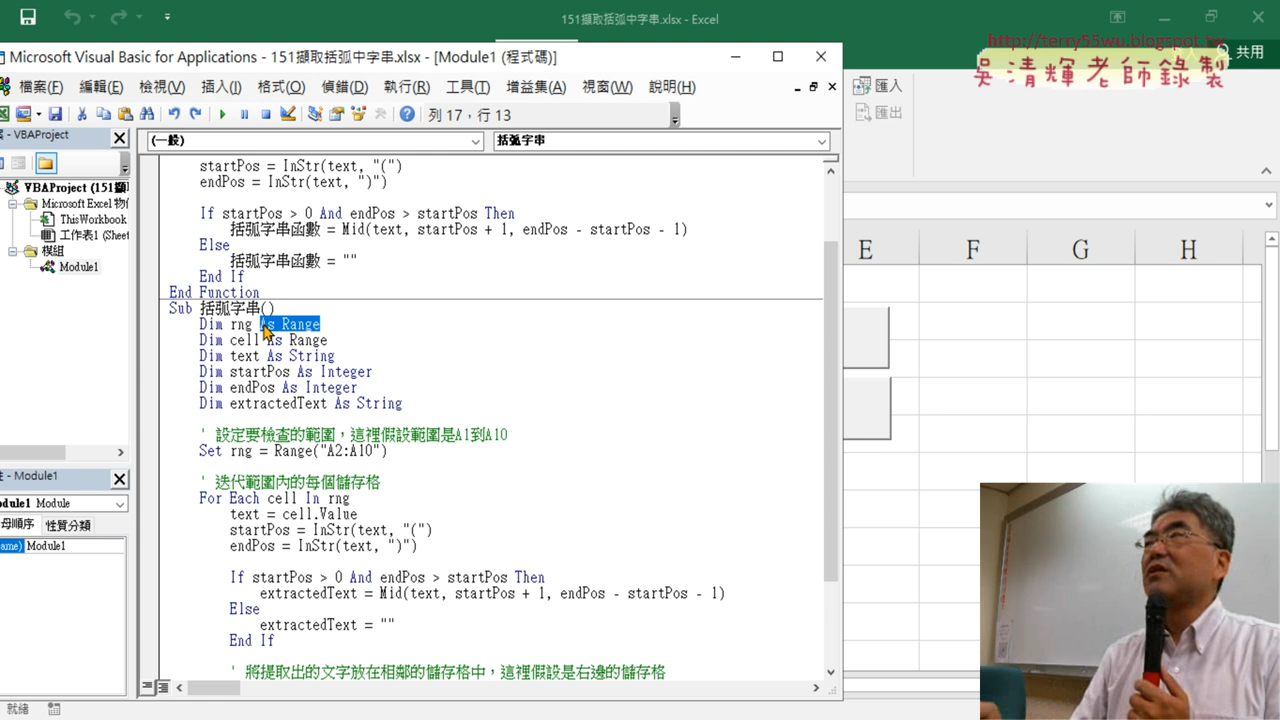 151擷取括弧中字串.xlsx - Excel
http://terry55wu.blogspot.tw
吳清輝老師錄製
共用
Microsoft Visual Basic for Applications - 151擷取括弧中字串.xlsx - [Module1 (程式碼)]
檔案(F) 編輯(E) 檢視(V) 插入(I) 格式(O) 偵錯(D) 執行(R) 工具(T) 增益集(A) 視窗(W) 說明(H)
匯入
匯出
列 17，行 13
- VBAProject
(一般)
括弧字串
VBAProject (151擷
Microsoft Excel 物件
ThisWorkbook
工作表1 (Sheet
模組
Module1
startPos = InStr(text, "(")
endPos = InStr(text, ")")
If startPos > 0 And endPos > startPos Then
括弧字串函數 = Mid(text, startPos + 1, endPos - startPos - 1)
Else
括弧字串函數 = ""
End If
End Function
Sub 括弧字串()
Dim rng As Range
Dim cell As Range
Dim text As String
Dim startPos As Integer
Dim endPos As Integer
Dim extractedText As String
' 設定要檢查的範圍，這裡假設範圍是A1到A10
Set rng = Range("A2:A10")
' 迭代範圍內的每個儲存格
For Each cell In rng
text = cell.Value
startPos = InStr(text, "(")
endPos = InStr(text, ")")
If startPos > 0 And endPos > startPos Then
extractedText = Mid(text, startPos + 1, endPos - startPos - 1)
Else
extractedText = ""
End If
' 將提取出的文字放在相鄰的儲存格中，這裡假設是右邊的儲存格
E F G H
- Module1
odule1 Module
母順序 性質分類
ame) Module1
就緒